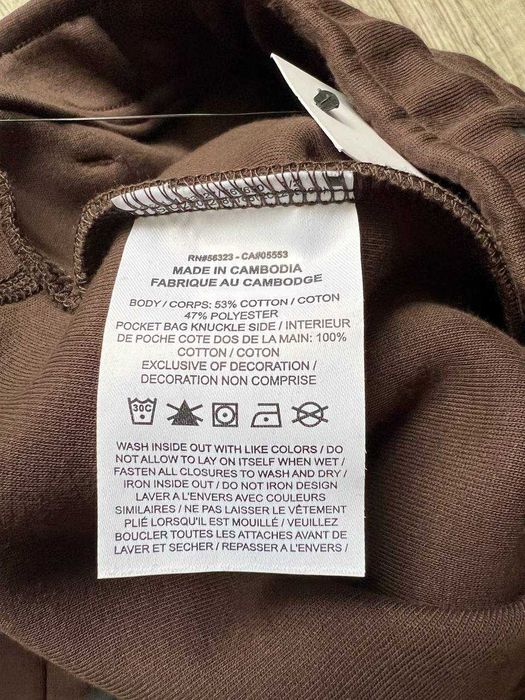 RN#56323 - CA#05553
MADE IN CAMBODIA
FABRIQUE AU CAMBODGE
BODY / CORPS: 53% COTTON / COTON
47% POLYESTER
POCKET BAG KNUCKLE SIDE / INTERIEUR
DE POCHE COTE DOS DE LA MAIN: 100%
COTTON / COTON
EXCLUSIVE OF DECORATION /
DECORATION NON COMPRISE
30C
WASH INSIDE OUT WITH LIKE COLORS / DO
NOT ALLOW TO LAY ON ITSELF WHEN WET /
FASTEN ALL CLOSURES TO WASH AND DRY /
IRON INSIDE OUT / DO NOT IRON DESIGN
LAVER A L'ENVERS AVEC COULEURS
SIMILAIRES / NE PAS LAISSER LE VÊTEMENT
PLIÉ LORSQU'IL EST MOUILLÉ / VEUILLEZ
BOUCLER TOUTES LES ATTACHES AVANT DE
LAVER ET SECHER / REPASSER A L'ENVERS /